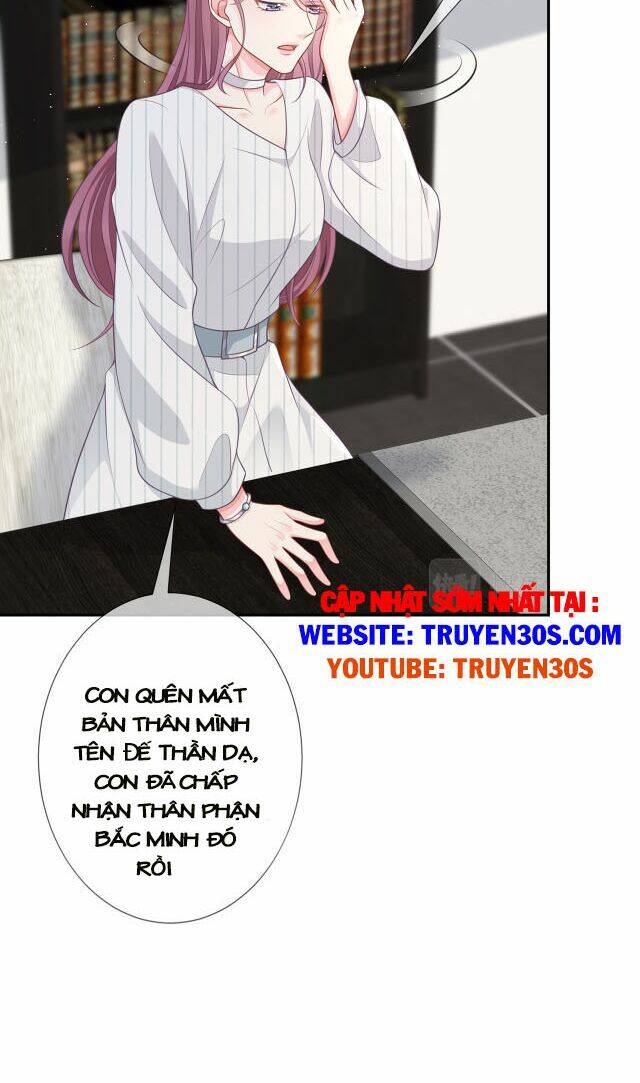 CẬP NHẬT SỚM NHẤT TẠI :
WEBSITE: TRUYEN30S.COM
YOUTUBE: TRUYEN30S
CON QUÊN MẤT
BẢN THÂN MÌNH
TÊN ĐẾ THẦN DẠ,
CON ĐÃ CHẤP
NHẬN THÂN PHẬN
BẮC MINH ĐÓ
RỒI